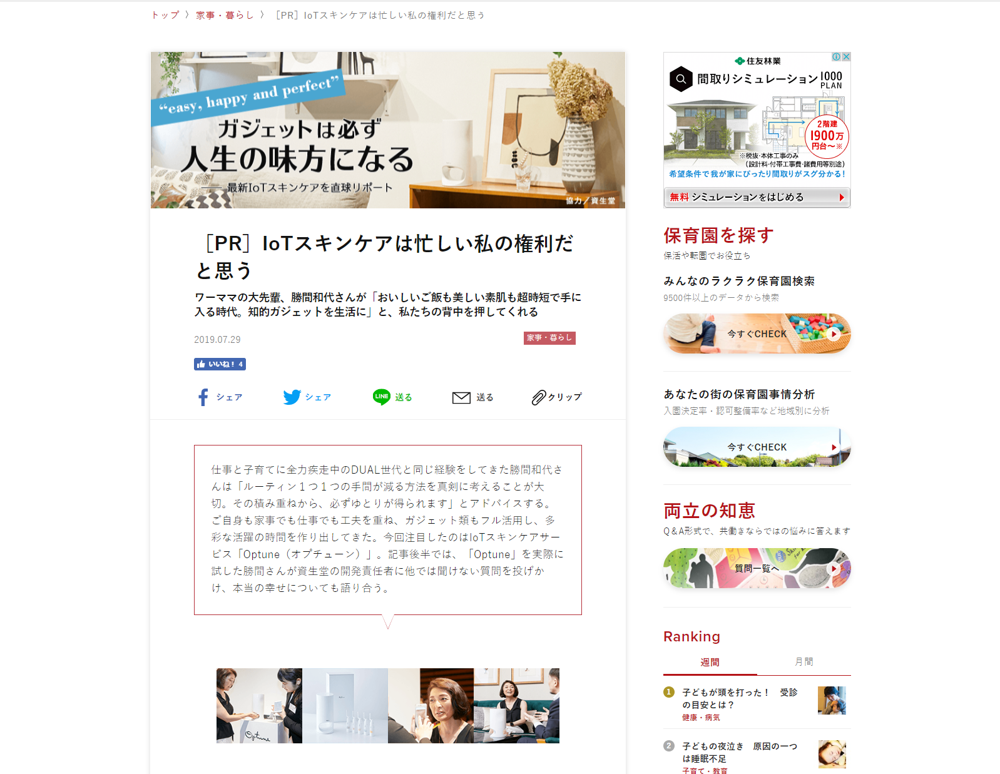 トップ 〉 家事・暮らし 〉 ［PR］IoTスキンケアは忙しい私の権利だと思う
“easy, happy and perfect”
ガジェットは必ず
人生の味方になる
── 最新IoTスキンケアを直球リポート
協力／資生堂
［PR］IoTスキンケアは忙しい私の権利だ
と思う
ワーママの大先輩、勝間和代さんが「おいしいご飯も美しい素肌も超時短で手に
入る時代。知的ガジェットを生活に」と、私たちの背中を押してくれる
2019.07.29
家事・暮らし
いいね！ 4
シェア
シェア
LINE 送る
送る
クリップ
仕事と子育てに全力疾走中のDUAL世代と同じ経験をしてきた勝間和代さ
んは「ルーティン１つ１つの手間が減る方法を真剣に考えることが大
切。その積み重ねから、必ずゆとりが得られます」とアドバイスする。
ご自身も家事でも仕事でも工夫を重ね、ガジェット類もフル活用し、多
彩な活躍の時間を作り出してきた。今回注目したのはIoTスキンケアサー
ビス「Optune（オプチューン）」。記事後半では、「Optune」を実際に
試した勝間さんが資生堂の開発責任者に他では聞けない質問を投げか
け、本当の幸せについても語り合う。
Optune
住友林業
間取りシミュレーション 1000
PLAN
2階建
1900万
円台〜※
※税抜・本体工事のみ
（設計料・付帯工事費・諸費用等別途）
希望条件で我が家にぴったり間取りがスグ分かる！
無料 シミュレーションをはじめる
保育園を探す
保活や転園でお役立ち
みんなのラクラク保育園検索
9500件以上のデータから検索
今すぐCHECK
あなたの街の保育園事情分析
入園決定率・認可整備率など地域別に分析
今すぐCHECK
両立の知恵
Q＆A形式で、共働きならではの悩みに答えます
質問一覧へ
Ranking
週間 月間
1 子どもが頭を打った！　受診
の目安とは？
健康・病気
2 子どもの夜泣き　原因の一つ
は睡眠不足
子育て・教育